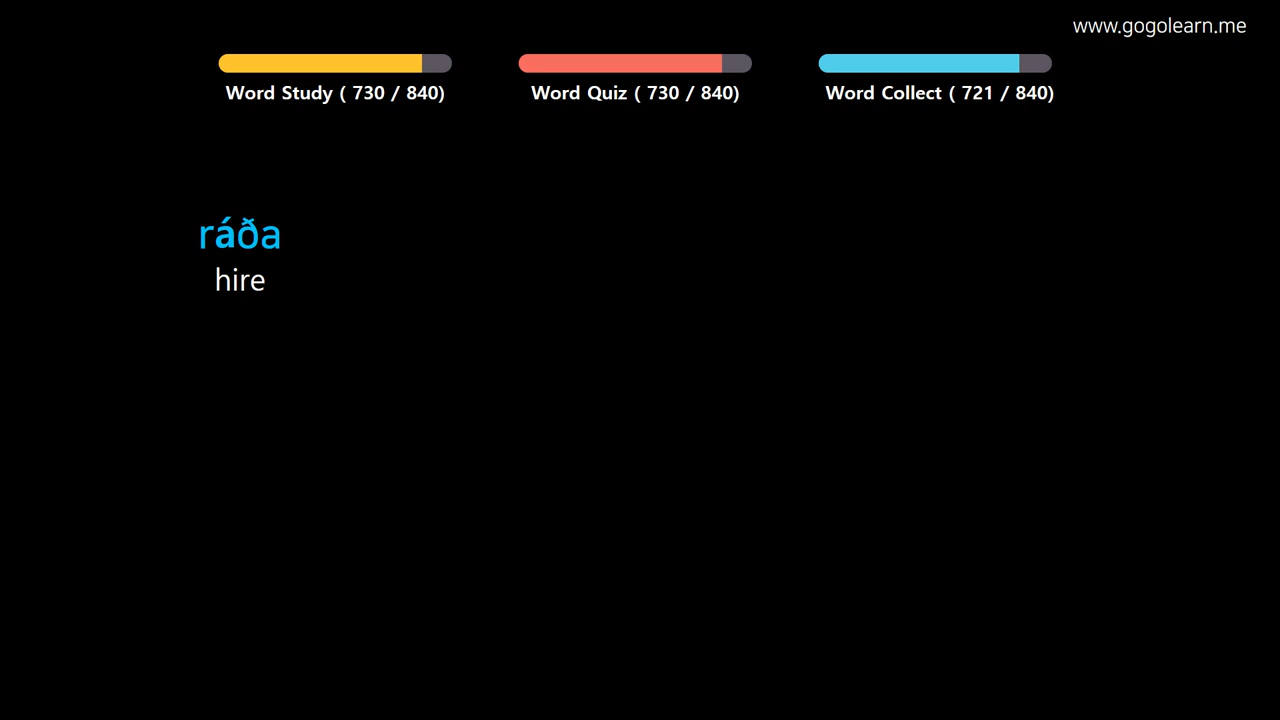 www.gogolearn.me
Word Study ( 730 / 840)
Word Quiz ( 730 / 840)
Word Collect ( 721 / 840)
ráða
hire